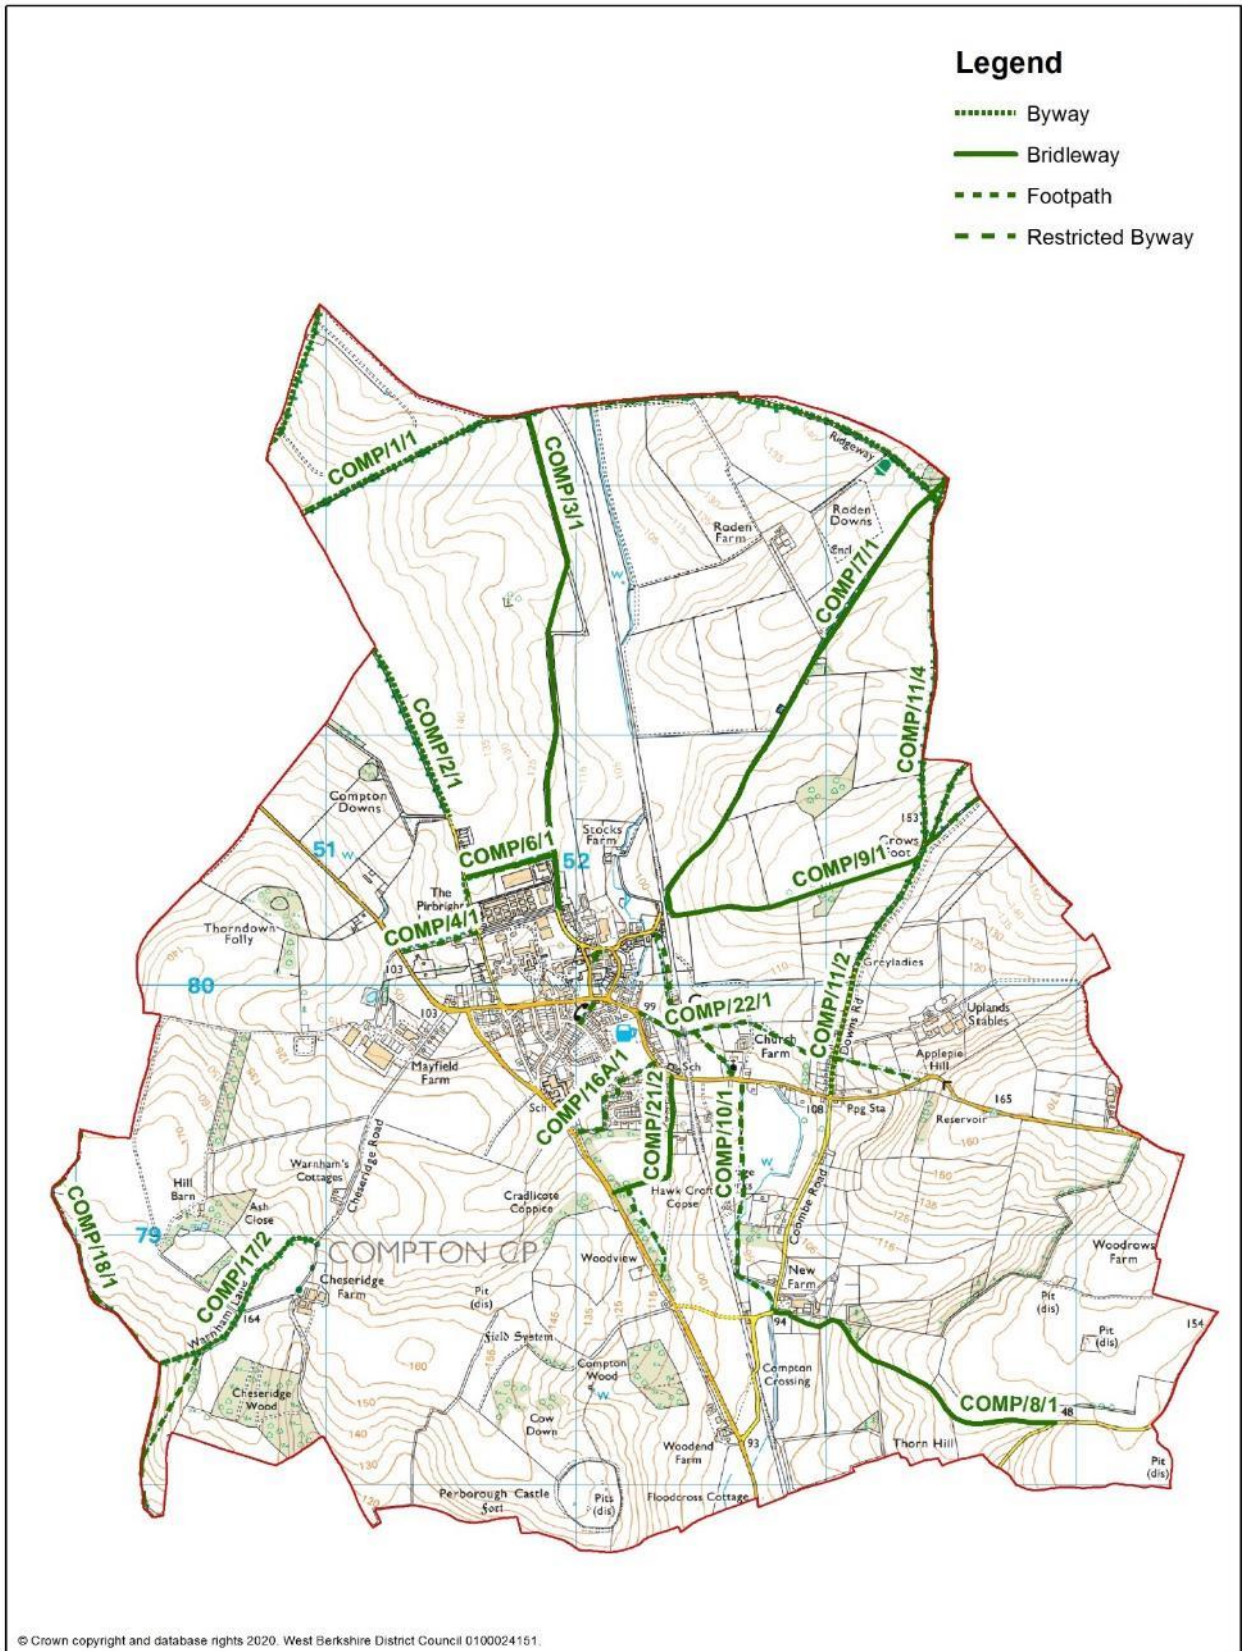 Legend
Byway
Bridleway
Footpath
Restricted Byway
COMP/1/1
COMP/3/1
Ridgeway
Roden
Downs
Roden
Farm
Encl
COMP/7/1
COMP/11/4
COMP/2/1
Compton
Downs
51
W
Stocks
Farm
52
COMP/6/1
153
Crows
Foot
COMP/9/1
The
Pirbright
COMP/4/1
Thorndown
Folly
103
80
103
Greyladies
COMP/11/2
Downs Rd
99
COMP/22/1
Uplands
Stables
Church
Farm
Applepie
Hill
Mayfield
Farm
Sch
COMP/16A/1
COMP/21/2
Sch
COMP/10/1
108
Ppg Sta
165
Reservoir
Cheseridge Road
Warnham's
Cottages
Hill
Barn
Ash
Close
Cradlicote
Coppice
Hawk Croft
Copse
W
Coombe Road
79
COMP/18/1
COMP/17/2
Warnham Lane
164
COMPTON CP
Cheseridge
Farm
Woodview
Woodrows
Farm
New
Farm
94
Pit
(dis)
Pit
(dis)
Pit
(dis)
154
Field System
Compton
Wood
W
Compton
Crossing
Cheseridge
Wood
Cow
Down
COMP/8/1
48
Woodend
Farm
93
Thorn Hill
Pit
(dis)
Perborough Castle
Fort
Pits
(dis)
Floodcross Cottage
© Crown copyright and database rights 2020. West Berkshire District Council 0100024151.